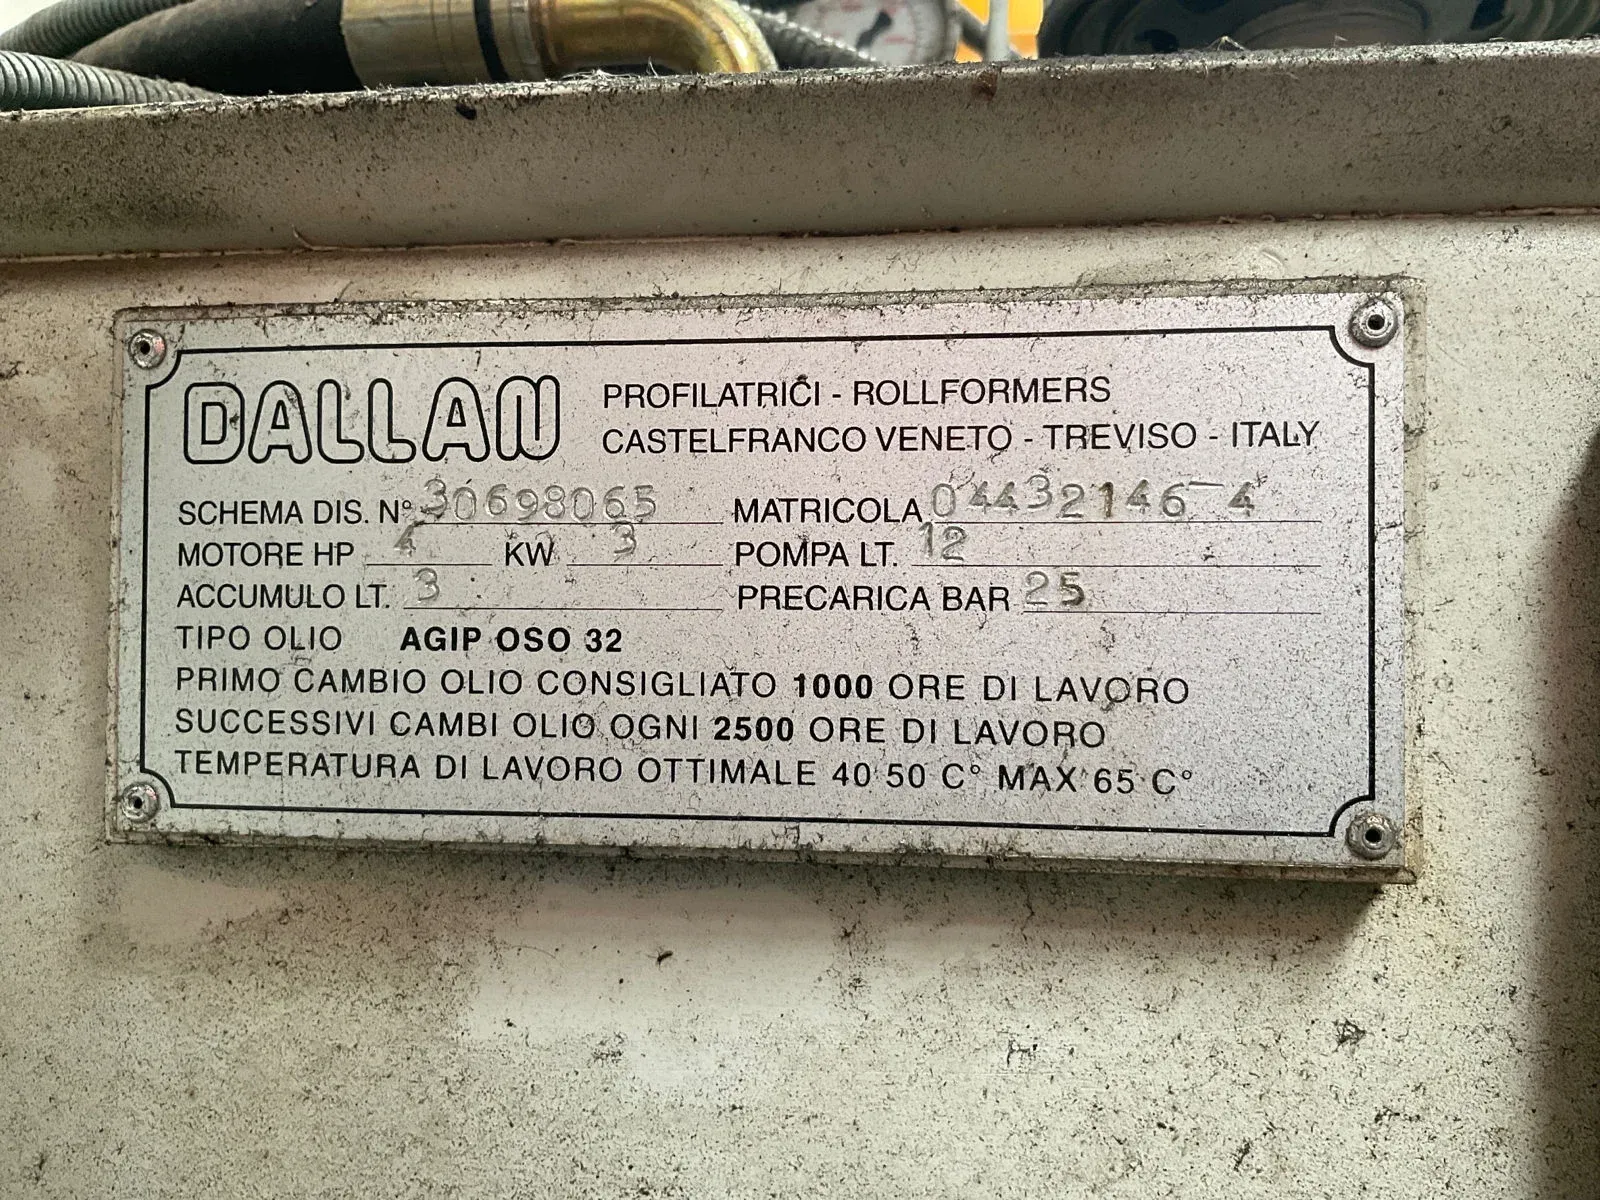 DALLAN PROFILATRICI - ROLLFORMERS
CASTELFRANCO VENETO - TREVISO - ITALY
SCHEMA DIS. N° 30698065 MATRICOLA 04432146-4
MOTORE HP 4 KW 3 POMPA LT. 12
ACCUMULO LT. 3 PRECARICA BAR 25
TIPO OLIO AGIP OSO 32
PRIMO CAMBIO OLIO CONSIGLIATO 1000 ORE DI LAVORO
SUCCESSIVI CAMBI OLIO OGNI 2500 ORE DI LAVORO
TEMPERATURA DI LAVORO OTTIMALE 40 50 C° MAX 65 C°